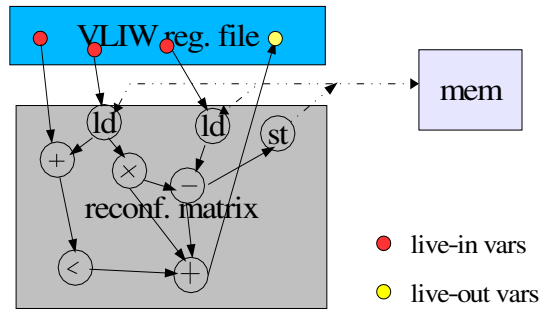 VLIW reg. file
mem
ld
ld
st
+
×
−
reconf. matrix
<
+
live-in vars
live-out vars